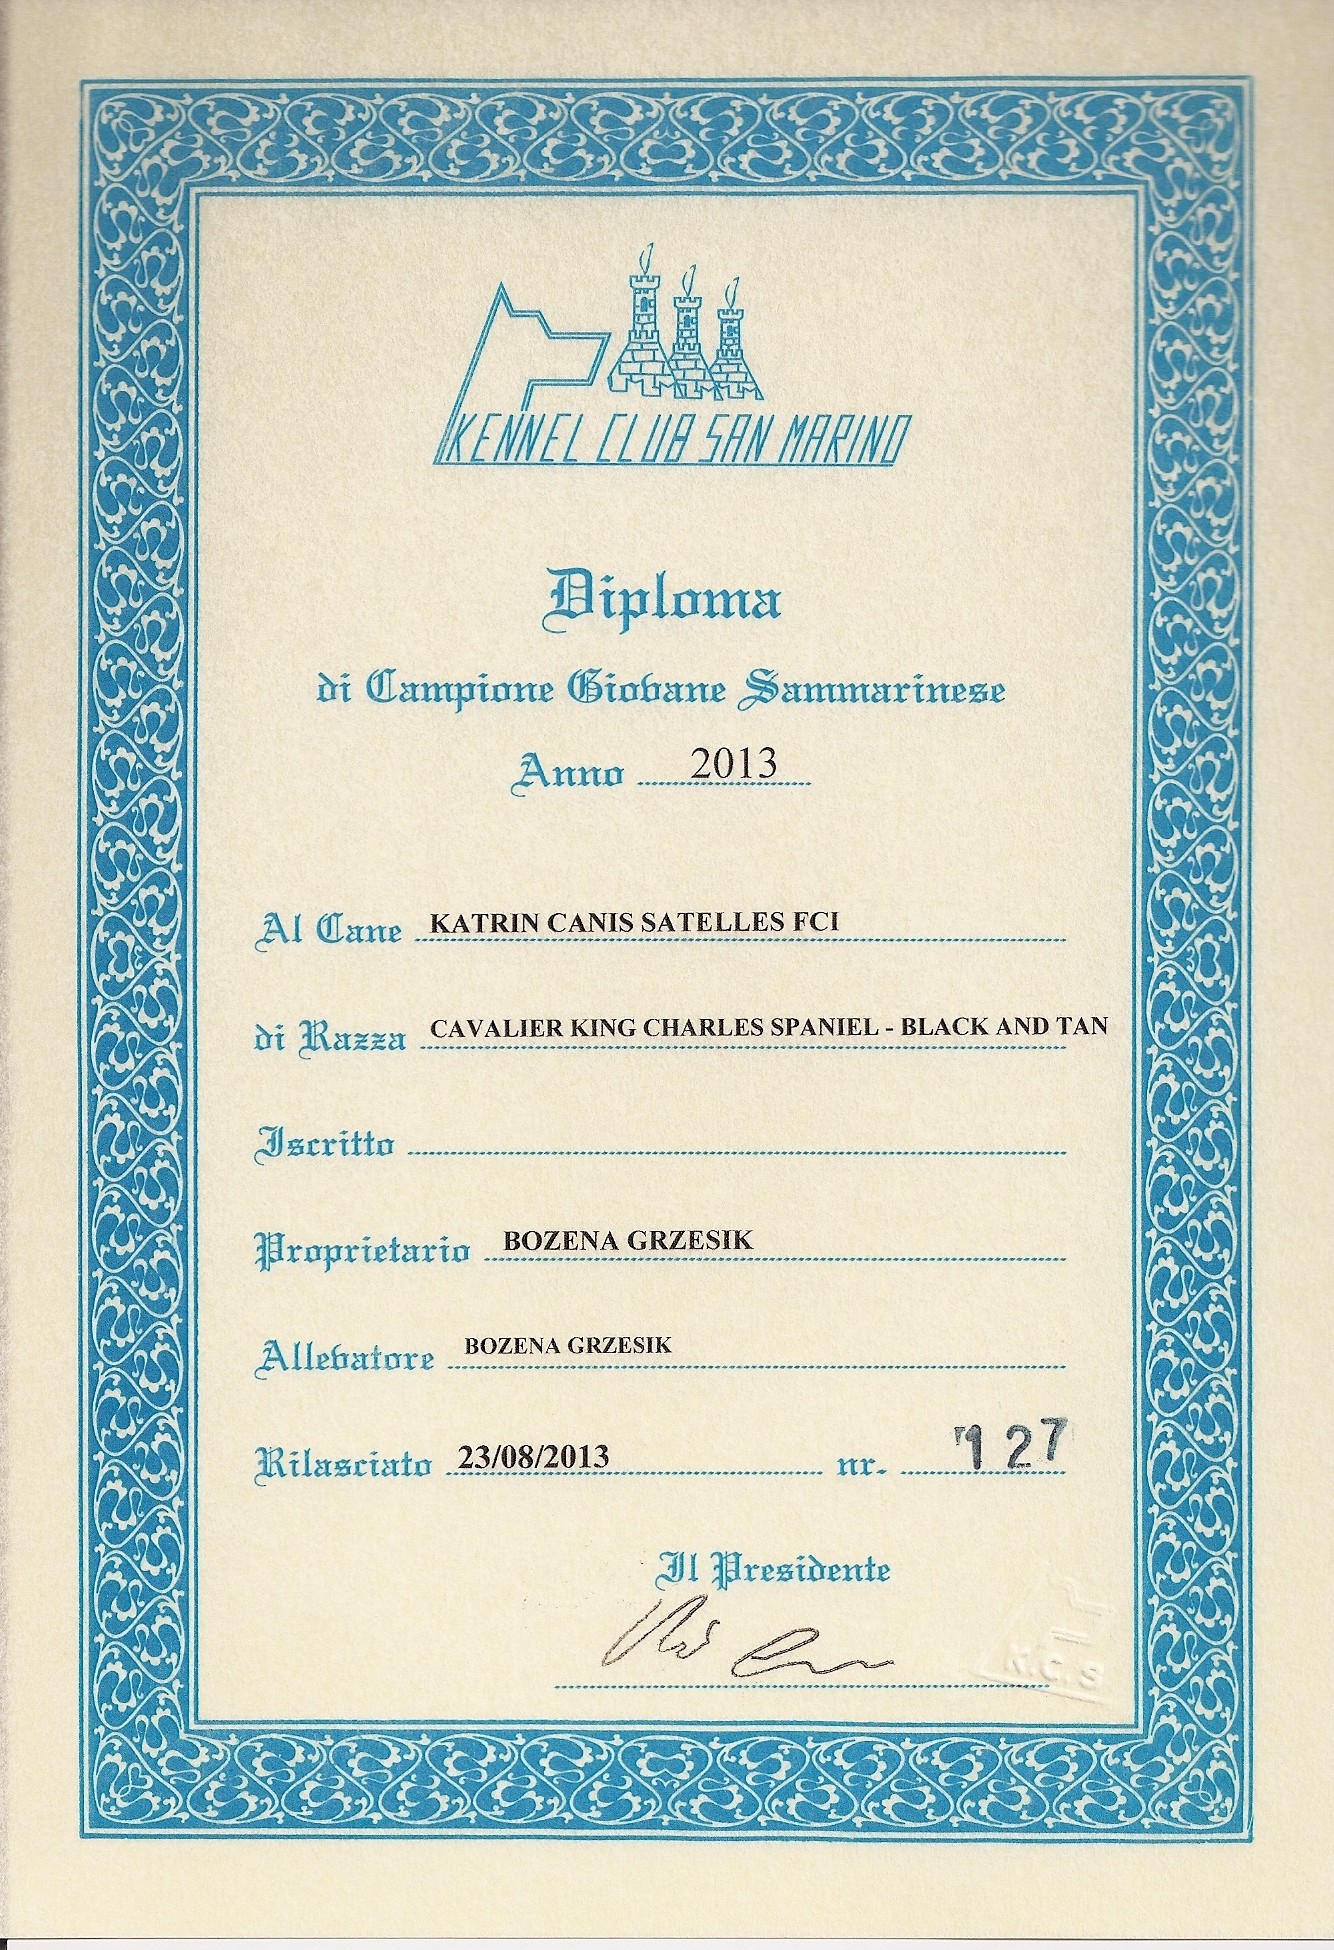 KENNEL CLUB SAN MARINO
Diploma
di Campione Giovane Sammarinese
Anno 2013
Al Cane KATRIN CANIS SATELLES FCI
di Razza CAVALIER KING CHARLES SPANIEL - BLACK AND TAN
Iscritto
Proprietario BOZENA GRZESIK
Allevatore BOZENA GRZESIK
Rilasciato 23/08/2013 nr. 127
Il Presidente
K.C.S